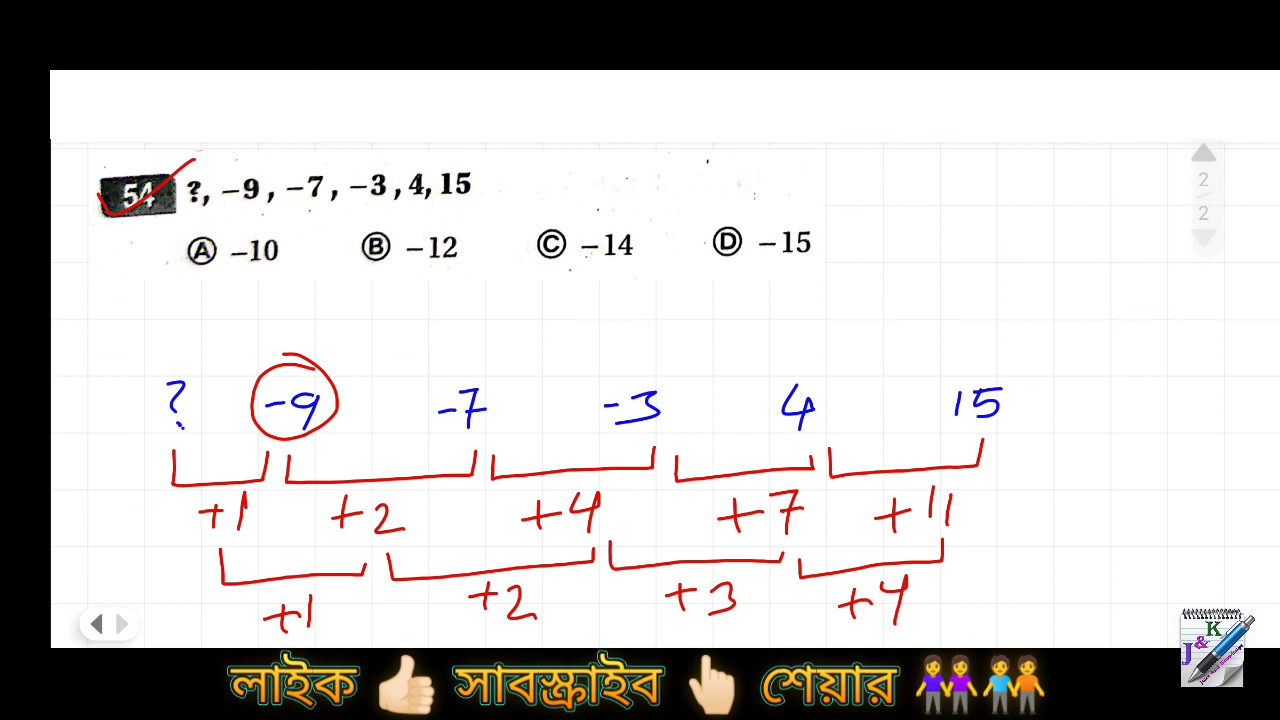 54 ?, −9, −7, −3, 4, 15
Ⓐ −10 Ⓑ −12 Ⓒ −14 Ⓓ −15
2
2
? -9 -7 -3 4 15
+1 +2 +4 +7 +11
+1 +2 +3 +4
J&K
লাইক 👍 সাবস্ক্রাইব 👆 শেয়ার 👭 🧑‍🤝‍🧑